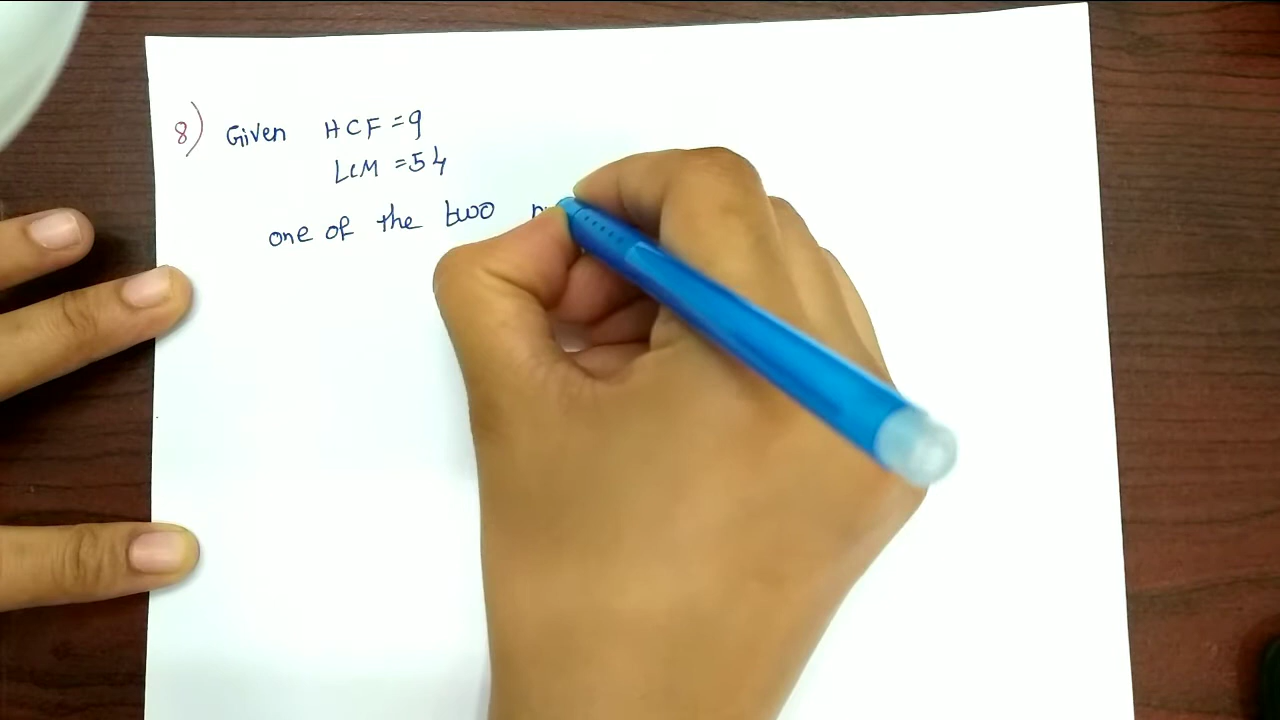 8) Given HCF = 9
LCM = 54
one of the two